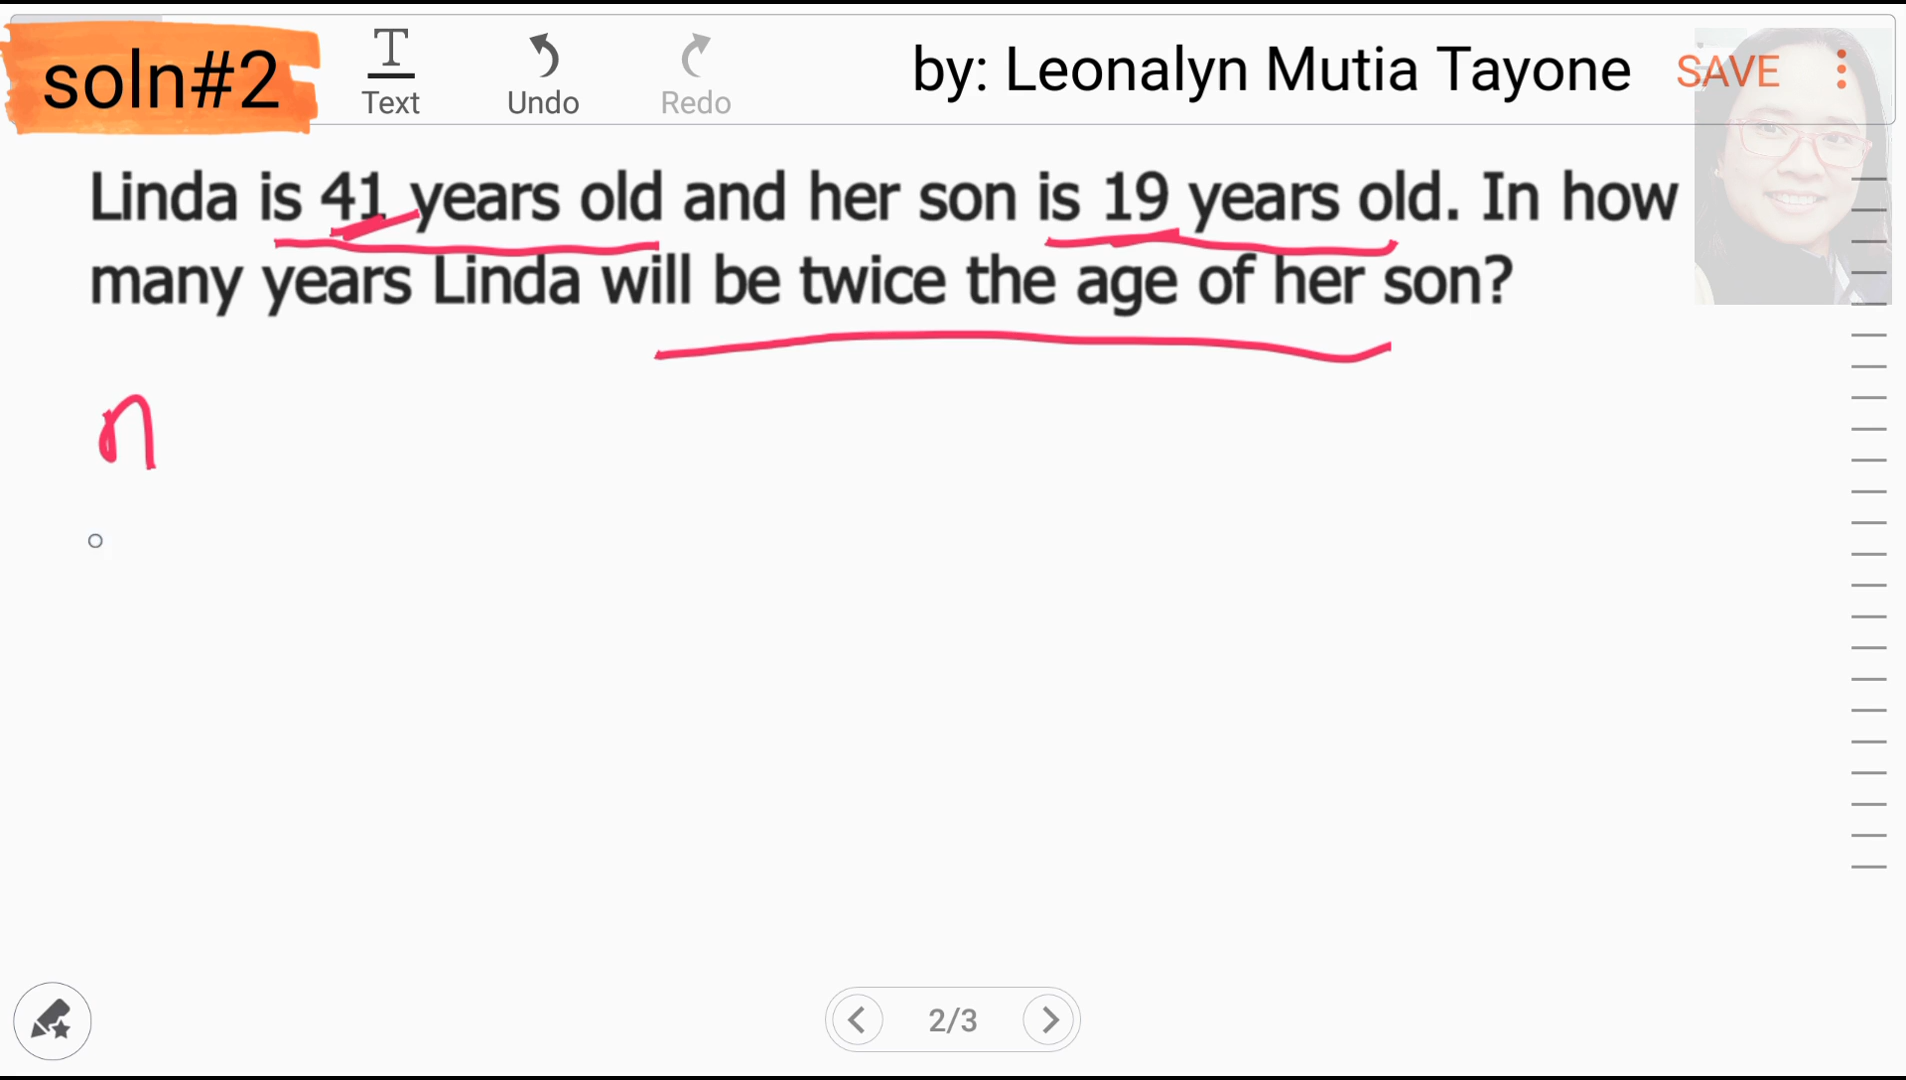 soln#2
Text
Undo
Redo
by: Leonalyn Mutia Tayone
SAVE
Linda is 41 years old and her son is 19 years old. In how
many years Linda will be twice the age of her son?
n
2/3